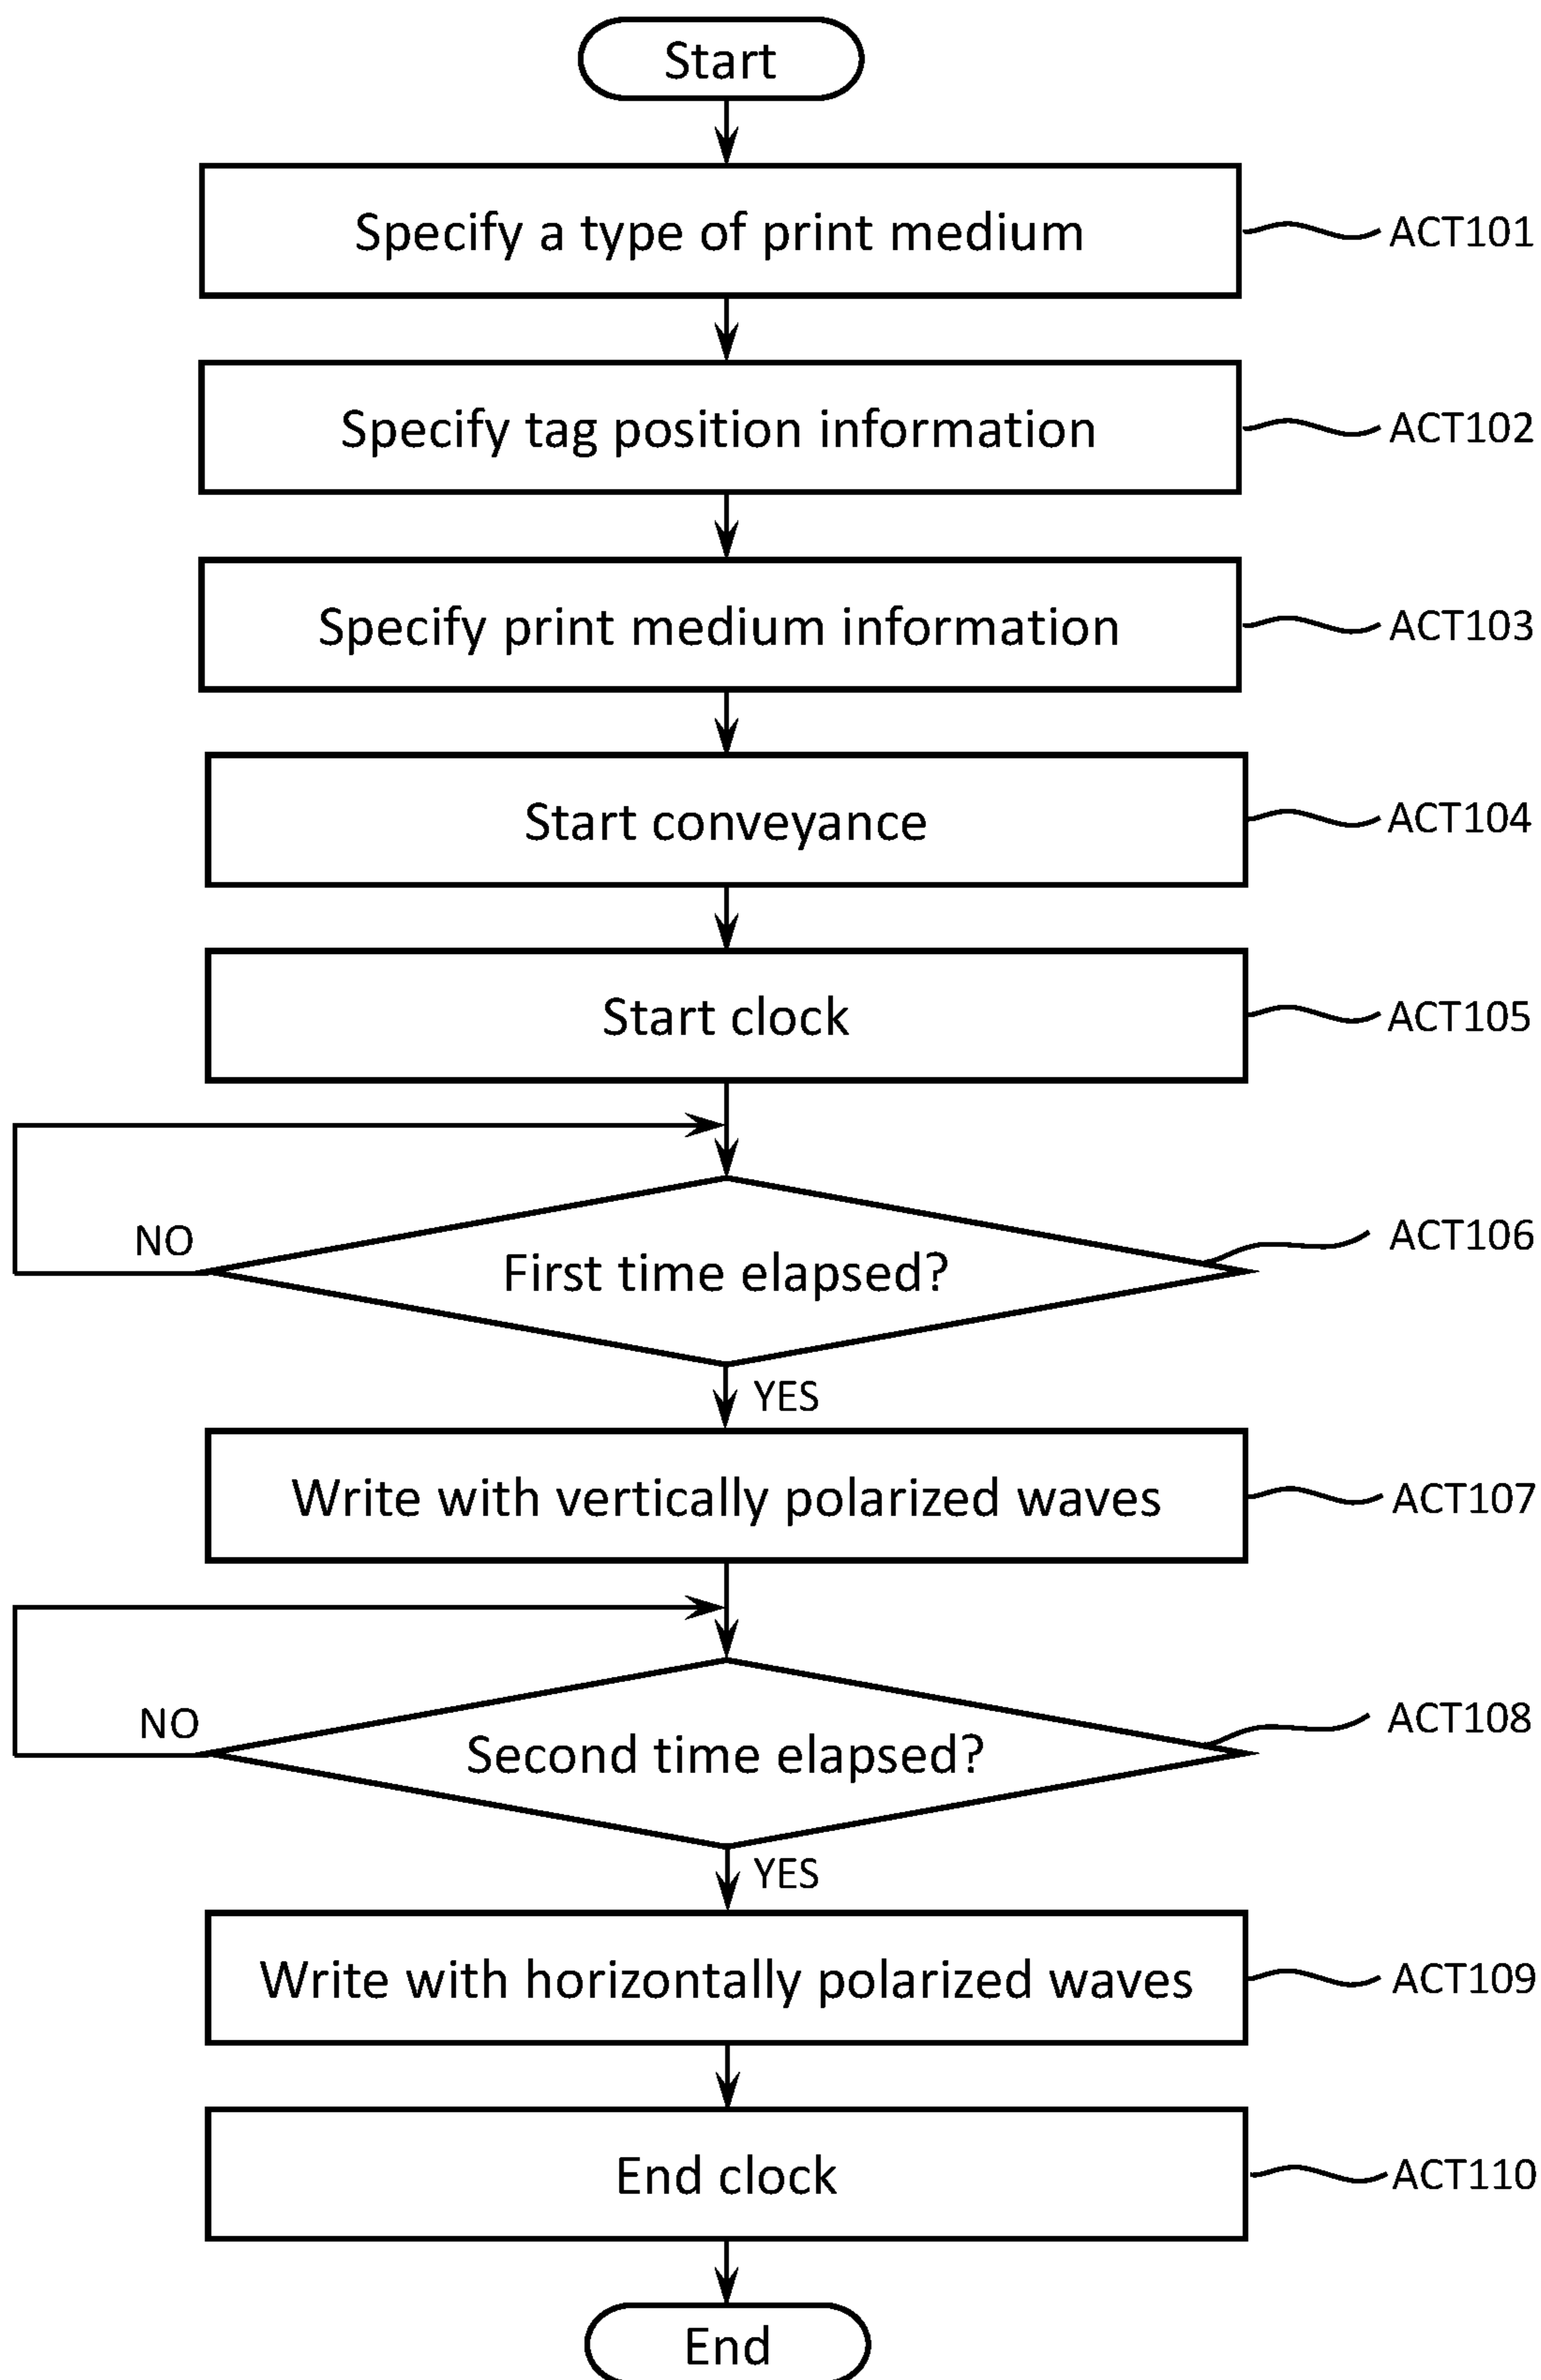 Start
Specify a type of print medium
ACT101
Specify tag position information
ACT102
Specify print medium information
ACT103
Start conveyance
ACT104
Start clock
ACT105
NO
First time elapsed?
ACT106
YES
Write with vertically polarized waves
ACT107
NO
Second time elapsed?
ACT108
YES
Write with horizontally polarized waves
ACT109
End clock
ACT110
End